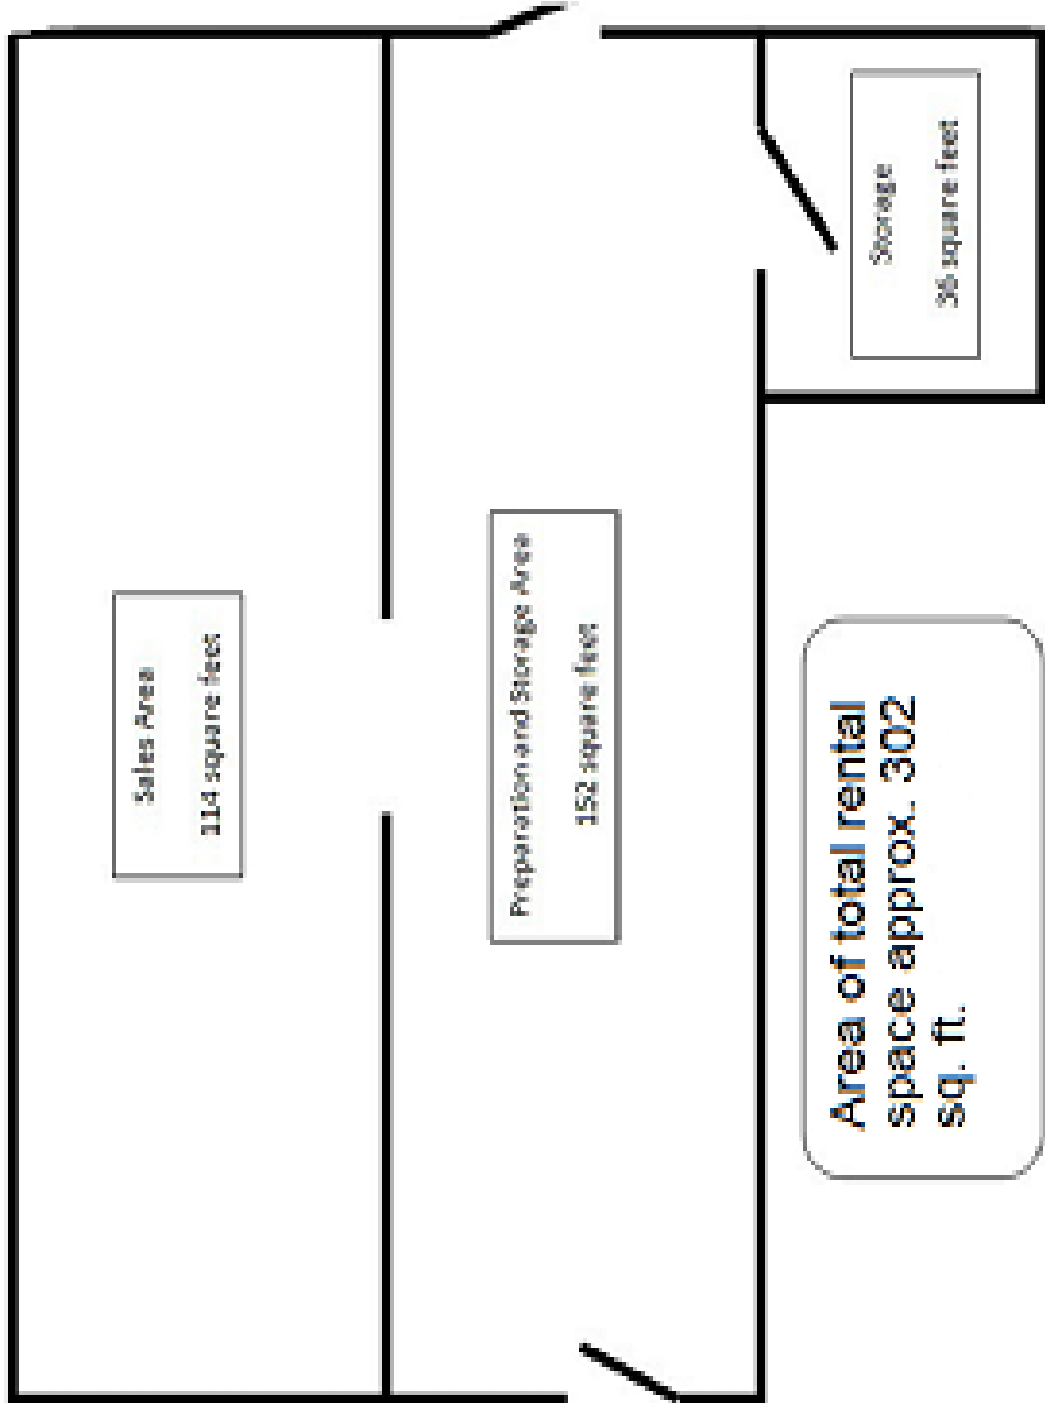 Sales Area
114 square feet
Preparation and Storage Area
152 square feet
Storage
36 square feet
Area of total rental
space approx. 302
sq. ft.